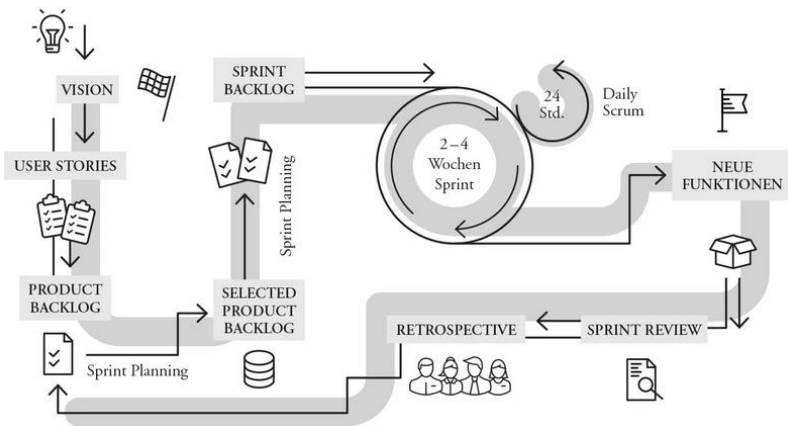 VISION
USER STORIES
PRODUCT
BACKLOG
Sprint Planning
SELECTED
PRODUCT
BACKLOG
Sprint Planning
SPRINT
BACKLOG
2–4
Wochen
Sprint
24
Std.
Daily
Scrum
NEUE
FUNKTIONEN
SPRINT REVIEW
RETROSPECTIVE